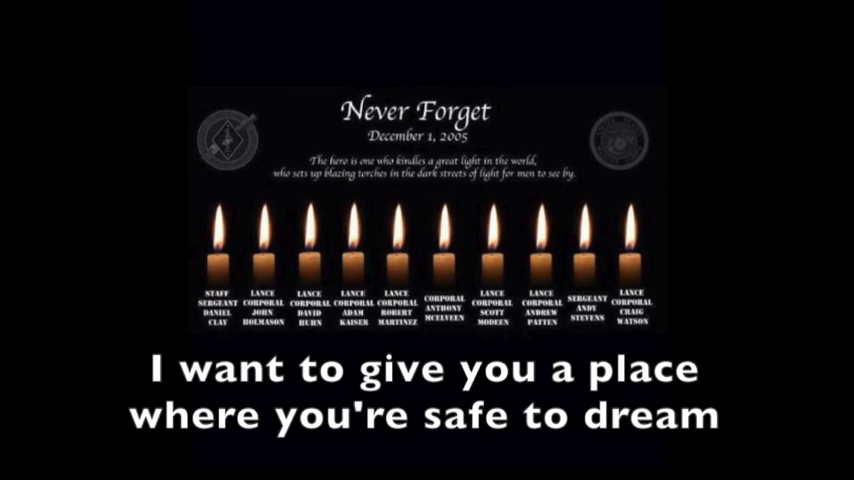 Never Forget
December 1, 2005
The hero is one who kindles a great light in the world,
who sets up blazing torches in the dark streets of light for men to see by.
STAFF
SERGEANT
DANIEL
CLAY
LANCE
CORPORAL
JOHN
HOLMASON
LANCE
CORPORAL
DAVID
HUHN
LANCE
CORPORAL
ADAM
KAISER
LANCE
CORPORAL
ROBERT
MARTINEZ
CORPORAL
ANTHONY
MCELVEEN
LANCE
CORPORAL
SCOTT
MODEEN
LANCE
CORPORAL
ANDREW
PATTEN
SERGEANT
ANDY
STEVENS
LANCE
CORPORAL
CRAIG
WATSON
I want to give you a place
where you're safe to dream